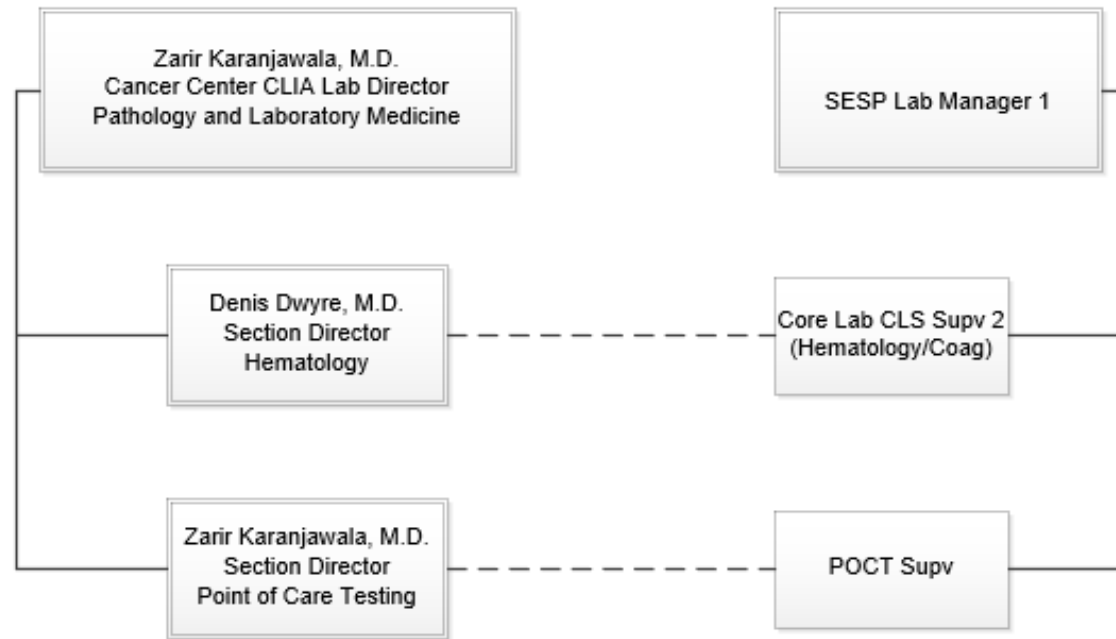 Zarir Karanjawala, M.D.
Cancer Center CLIA Lab Director
Pathology and Laboratory Medicine
SESP Lab Manager 1
Denis Dwyre, M.D.
Section Director
Hematology
Core Lab CLS Supv 2
(Hematology/Coag)
Zarir Karanjawala, M.D.
Section Director
Point of Care Testing
POCT Supv